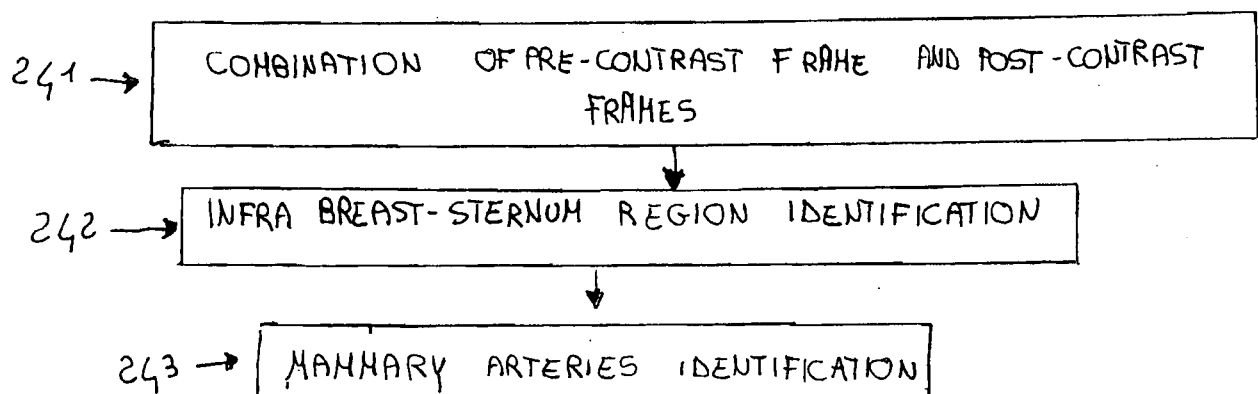 241 → COMBINATION OF PRE-CONTRAST FRAME AND POST-CONTRAST
FRAMES
242 → INFRA BREAST-STERNUM REGION IDENTIFICATION
243 → MAMMARY ARTERIES IDENTIFICATION